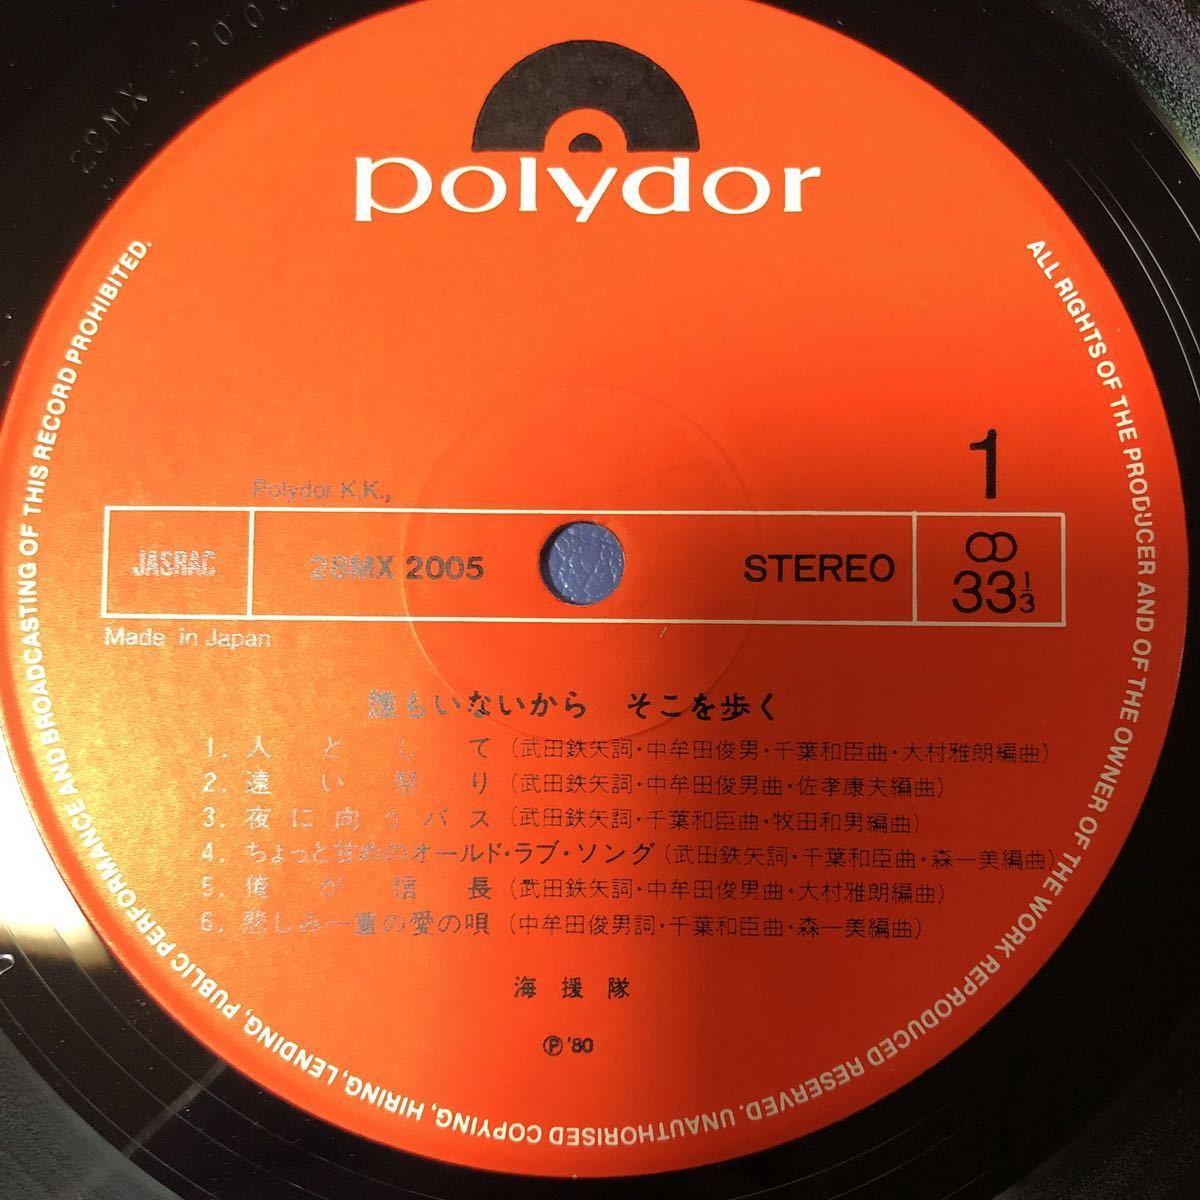 polydor
1
Polydor K.K.,
JASRAC
28MX 2005
STEREO
33 1/3
Made in Japan
誰もいないから そこを歩く
1. 人として (武田鉄矢詞・中牟田俊男・千葉和臣曲・大村雅朗編曲)
2. 遠い祭り (武田鉄矢詞・中牟田俊男曲・佐孝康夫編曲)
3. 夜に向うバス (武田鉄矢詞・千葉和臣曲・牧田和男編曲)
4. ちょっと甘めのオールド・ラブ・ソング (武田鉄矢詞・千葉和臣曲・森一美編曲)
5. 俺が信長 (武田鉄矢詞・中牟田俊男曲・大村雅朗編曲)
6. 悲しみ一重の愛の唄 (中牟田俊男詞・千葉和臣曲・森一美編曲)
海援隊
Ⓟ '80
ALL RIGHTS OF THE PRODUCER AND OF THE OWNER OF THE WORK REPRODUCED RESERVED. UNAUTHORISED COPYING, HIRING, LENDING, PUBLIC PERFORMANCE AND BROADCASTING OF THIS RECORD PROHIBITED.